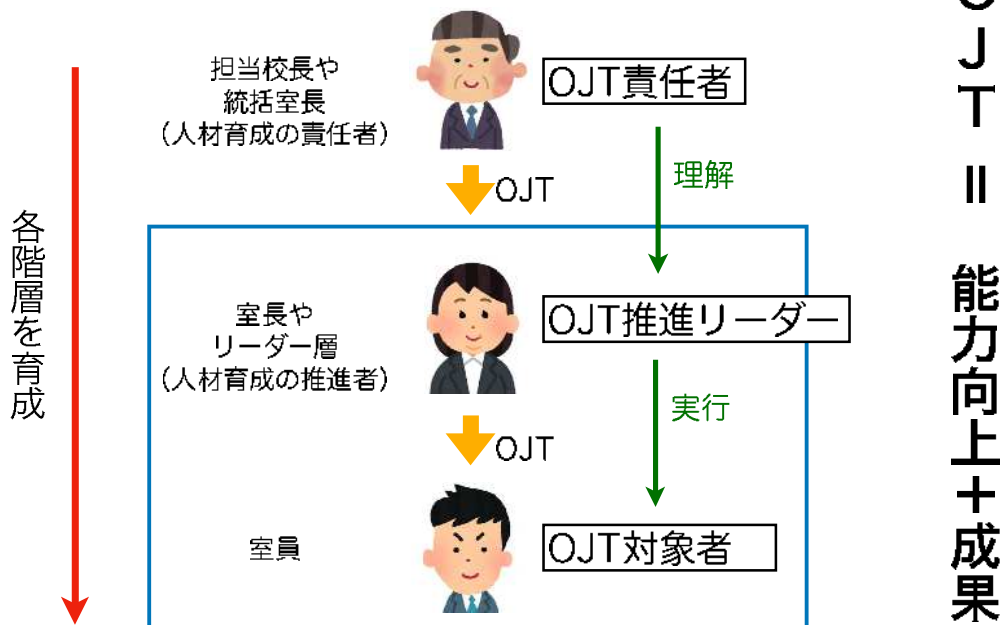 担当校長や
統括室長
（人材育成の責任者）
OJT責任者
理解
OJT
各階層を育成
室長や
リーダー層
（人材育成の推進者）
OJT推進リーダー
実行
OJT
室員
OJT対象者
OJT＝能力向上＋成果